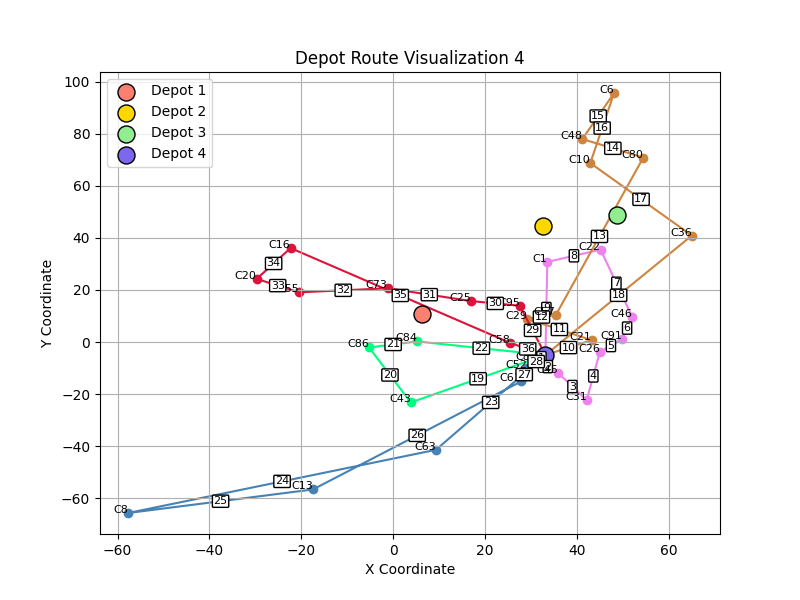 Depot Route Visualization 4
Depot 1
Depot 2
Depot 3
Depot 4
Y Coordinate
100
80
60
40
20
0
−20
−40
−60
−60
−40
−20
0
20
40
60
X Coordinate
C6
15
16
C48
14
C80
C10
17
C36
13
C22
8
C1
7
18
C16
34
C20
33
32
C73
35
31
C25
30
C95
C29
12
29
11
C46
6
C21
C91
5
10
C26
C58
36
28
C86
21
C84
22
20
19
C43
27
3
4
C31
23
26
C63
24
C13
25
C8